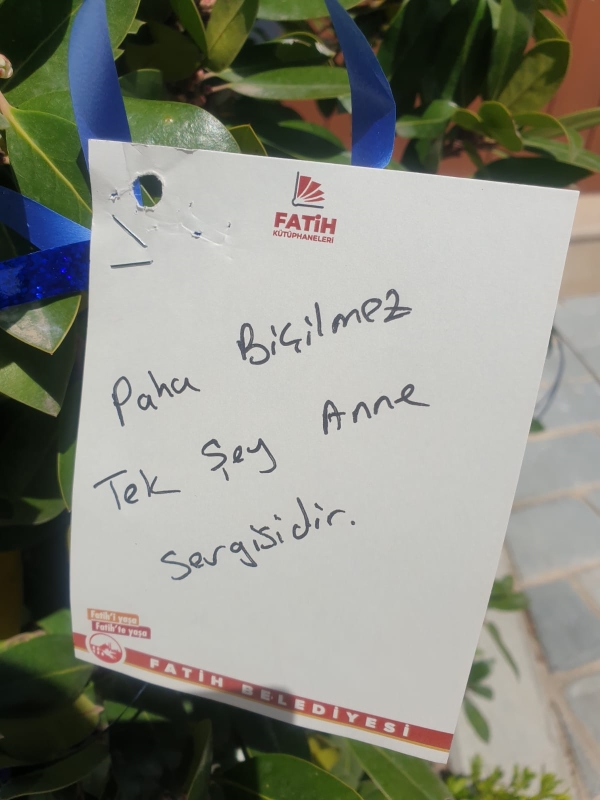 FATİH
KÜTÜPHANELERİ
Paha Biçilmez
Tek Şey Anne
sevgisidir.
Fatih'i yaşa
Fatih'te yaşa
FATİH BELEDİYESİ